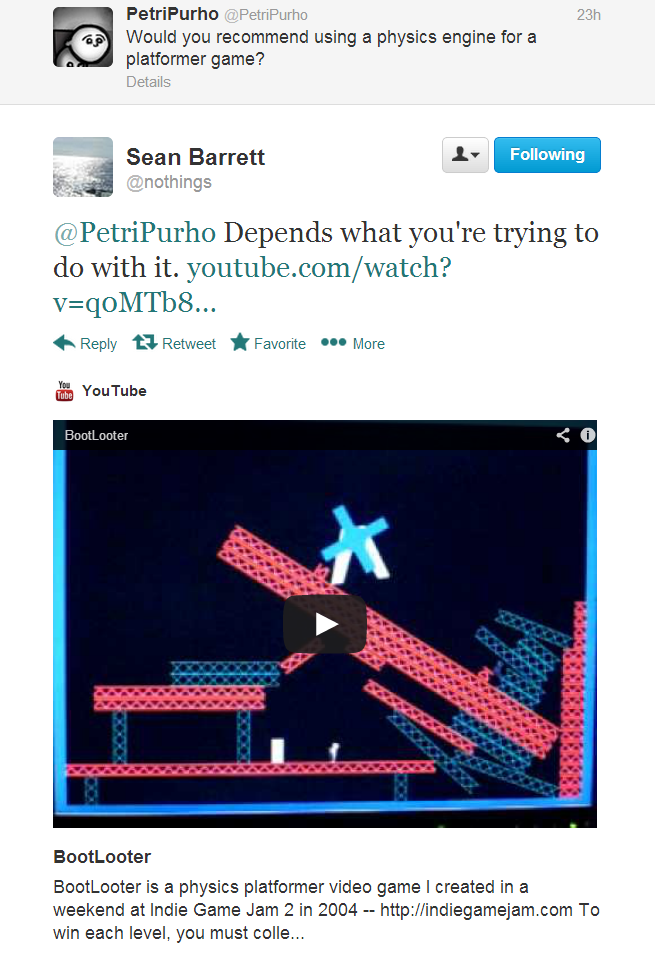 PetriPurho @PetriPurho 23h
Would you recommend using a physics engine for a
platformer game?
Details
Sean Barrett
@nothings
Following
@PetriPurho Depends what you're trying to
do with it. youtube.com/watch?
v=qoMTb8...
Reply Retweet Favorite More
You Tube YouTube
BootLooter
BootLooter
BootLooter is a physics platformer video game I created in a
weekend at Indie Game Jam 2 in 2004 -- http://indiegamejam.com To
win each level, you must colle...